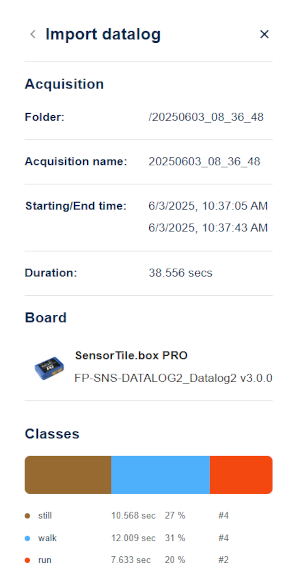 Import datalog
Acquisition
Folder: /20250603_08_36_48
Acquisition name: 20250603_08_36_48
Starting/End time: 6/3/2025, 10:37:05 AM
6/3/2025, 10:37:43 AM
Duration: 38.556 secs
Board
SensorTile.box PRO
FP-SNS-DATALOG2_Datalog2 v3.0.0
Classes
still 10.568 sec 27 % #4
walk 12.009 sec 31 % #4
run 7.633 sec 20 % #2